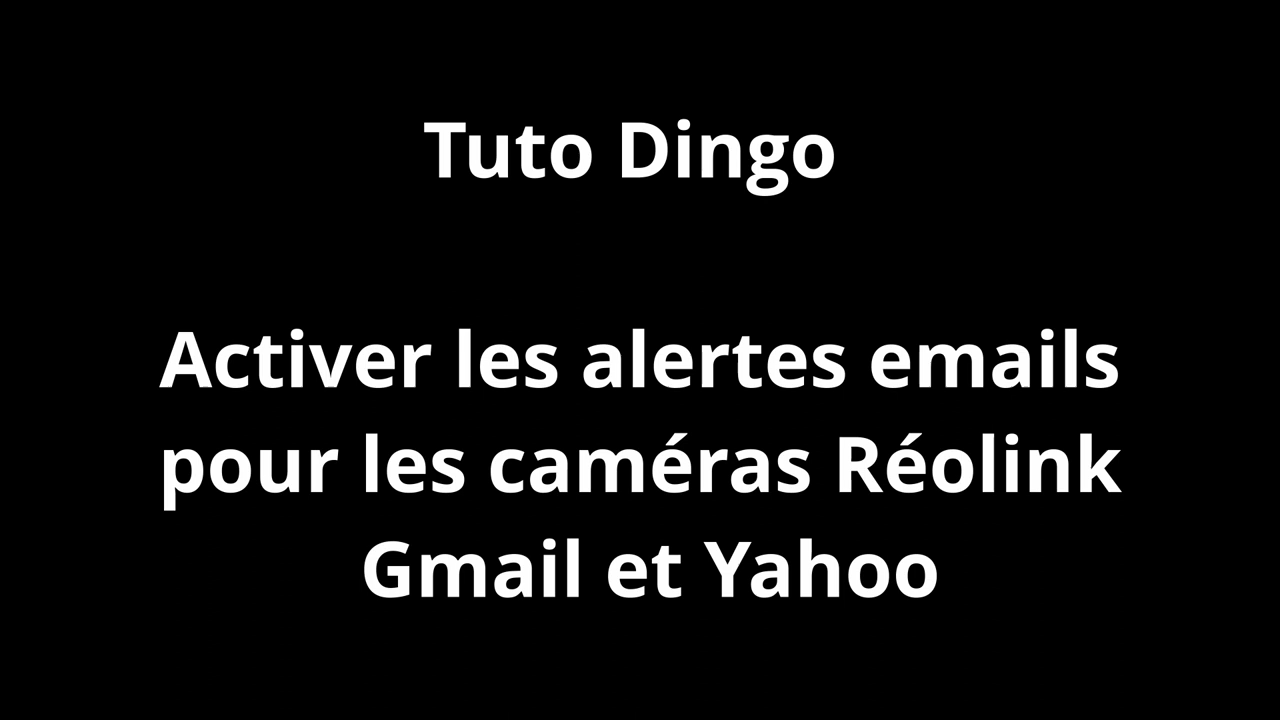 Tuto Dingo
Activer les alertes emails
pour les caméras Réolink
Gmail et Yahoo